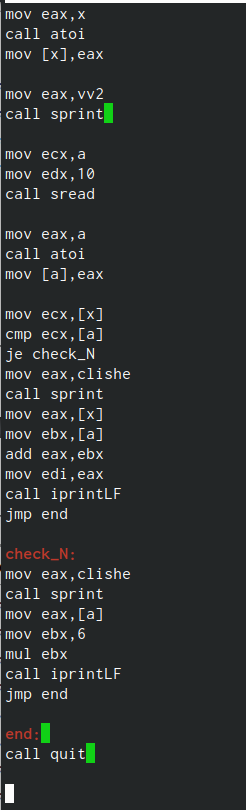 mov eax,x
call atoi
mov [x],eax
mov eax,vv2
call sprint
mov ecx,a
mov edx,10
call sread
mov eax,a
call atoi
mov [a],eax
mov ecx,[x]
cmp ecx,[a]
je check_N
mov eax,clishe
call sprint
mov eax,[x]
mov ebx,[a]
add eax,ebx
mov edi,eax
call iprintLF
jmp end
check_N:
mov eax,clishe
call sprint
mov eax,[a]
mov ebx,6
mul ebx
call iprintLF
jmp end
end:
call quit